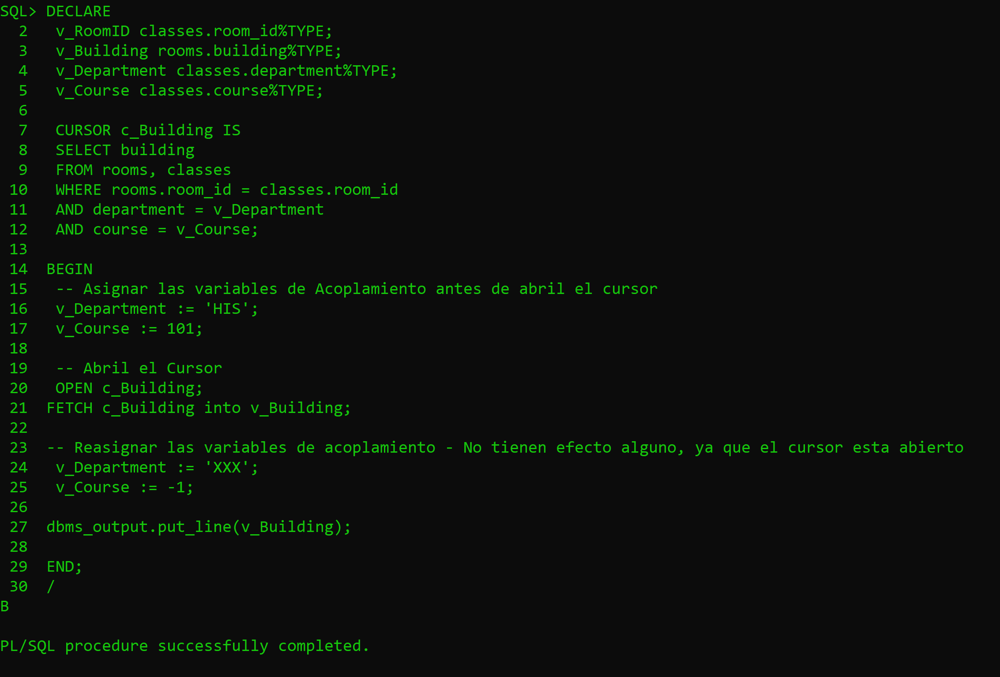 SQL> DECLARE
  2   v_RoomID classes.room_id%TYPE;
  3   v_Building rooms.building%TYPE;
  4   v_Department classes.department%TYPE;
  5   v_Course classes.course%TYPE;
  6
  7   CURSOR c_Building IS
  8   SELECT building
  9   FROM rooms, classes
 10   WHERE rooms.room_id = classes.room_id
 11   AND department = v_Department
 12   AND course = v_Course;
 13
 14  BEGIN
 15   -- Asignar las variables de Acoplamiento antes de abril el cursor
 16   v_Department := 'HIS';
 17   v_Course := 101;
 18
 19   -- Abril el Cursor
 20   OPEN c_Building;
 21  FETCH c_Building into v_Building;
 22
 23  -- Reasignar las variables de acoplamiento - No tienen efecto alguno, ya que el cursor esta abierto
 24   v_Department := 'XXX';
 25   v_Course := -1;
 26
 27  dbms_output.put_line(v_Building);
 28
 29  END;
 30  /
B
PL/SQL procedure successfully completed.